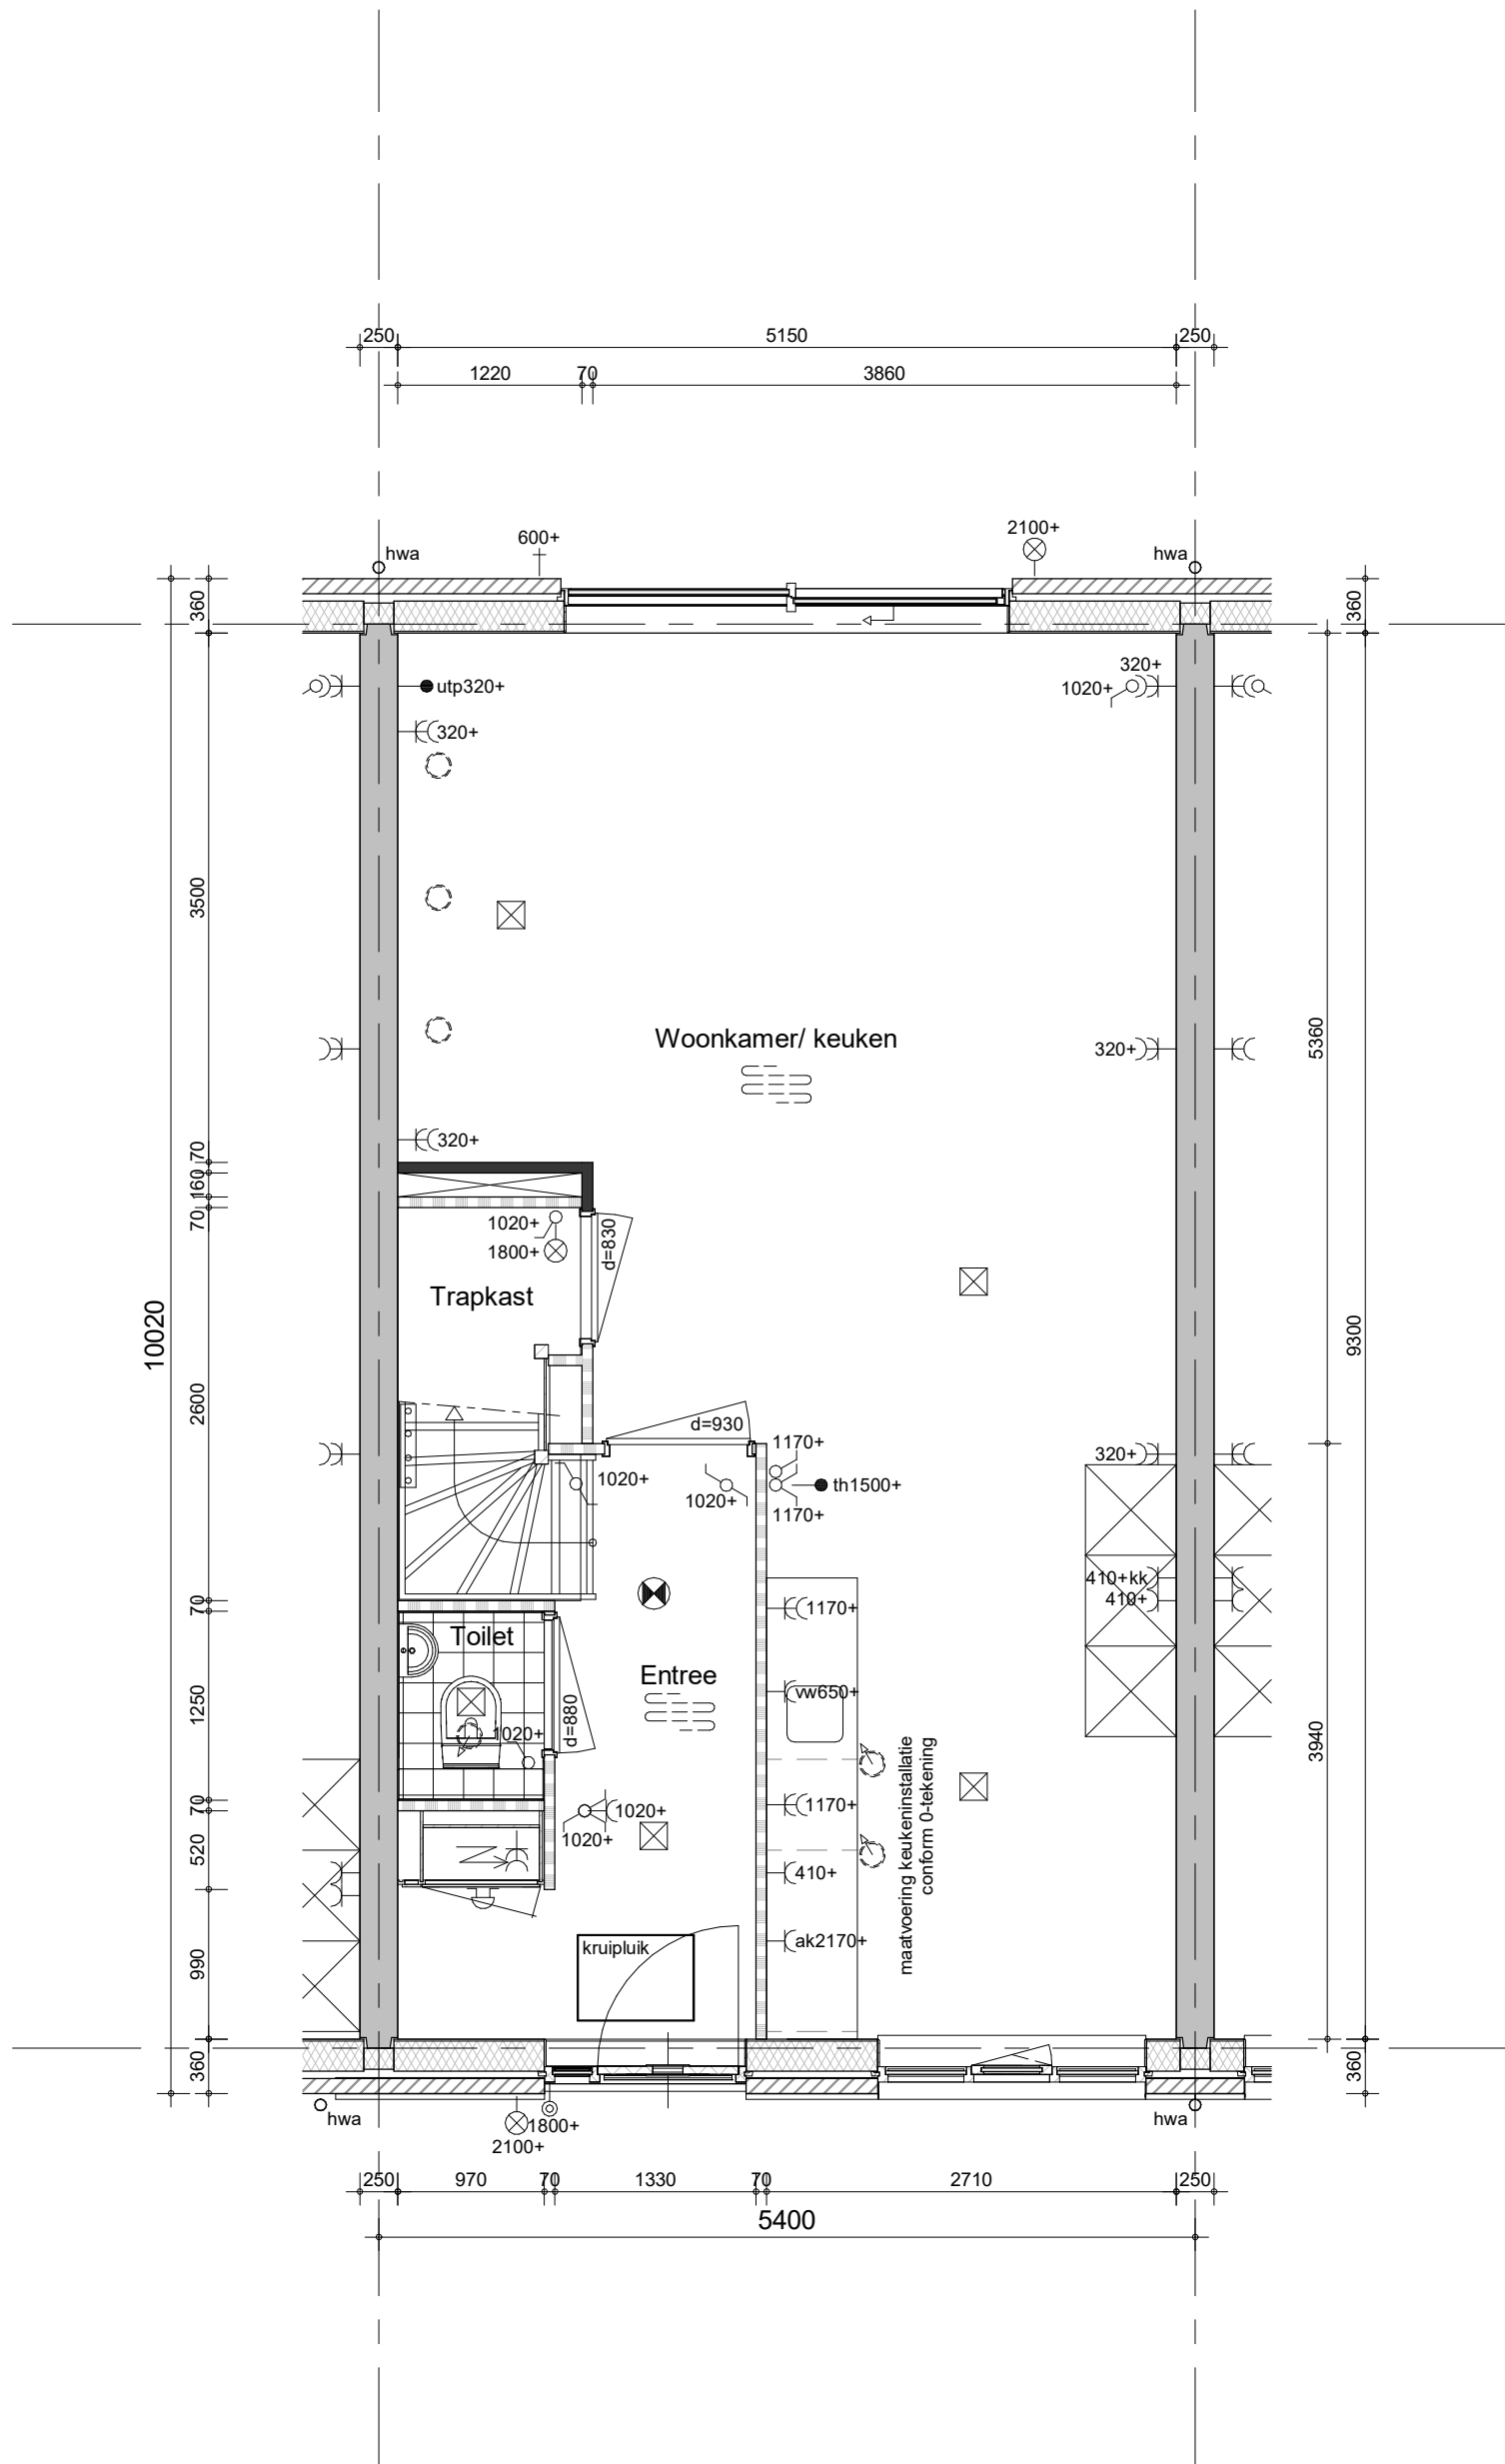 250
5150
250
1220
70
3860
600+
2100+
hwa
hwa
360
360
utp320+
320+
1020+
320+
3500
Woonkamer/ keuken
320+
5360
320+
70
160
70
1020+
1800+
d=830
Trapkast
10020
9300
2600
d=930
1170+
320+
1020+
1020+
th1500+
1170+
410+kk
410+
70
1170+
Toilet
Entree
vw650+
1250
1020+
d=880
3940
maatvoering keukeninstallatie
conform 0-tekening
70
1020+
1020+
1170+
520
410+
kruipluik
ak2170+
990
360
360
hwa
1800+
2100+
hwa
250
970
70
1330
70
2710
250
5400